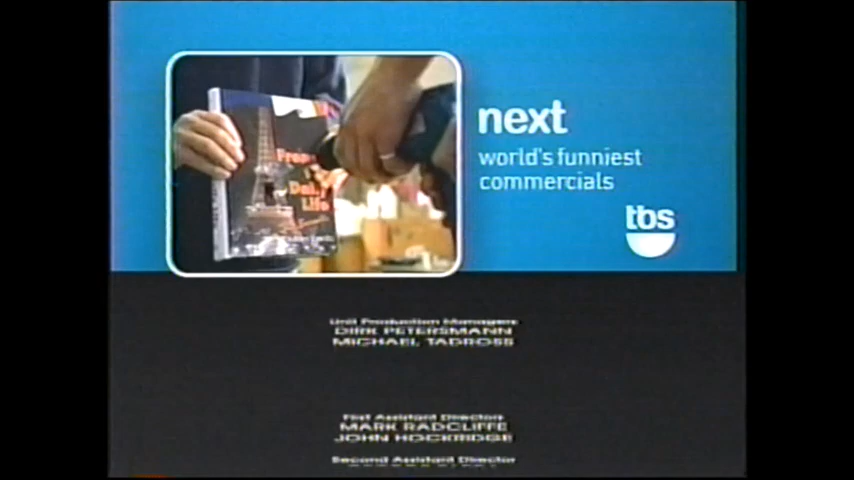 next
world's funniest
commercials
tbs
French
Daily
Life
Unit Production Managers
DIRK PETERSMANN
MICHAEL TADROSS
First Assistant Directors
MARK RADCLIFFE
JOHN HOCKRIDGE
Second Assistant Director